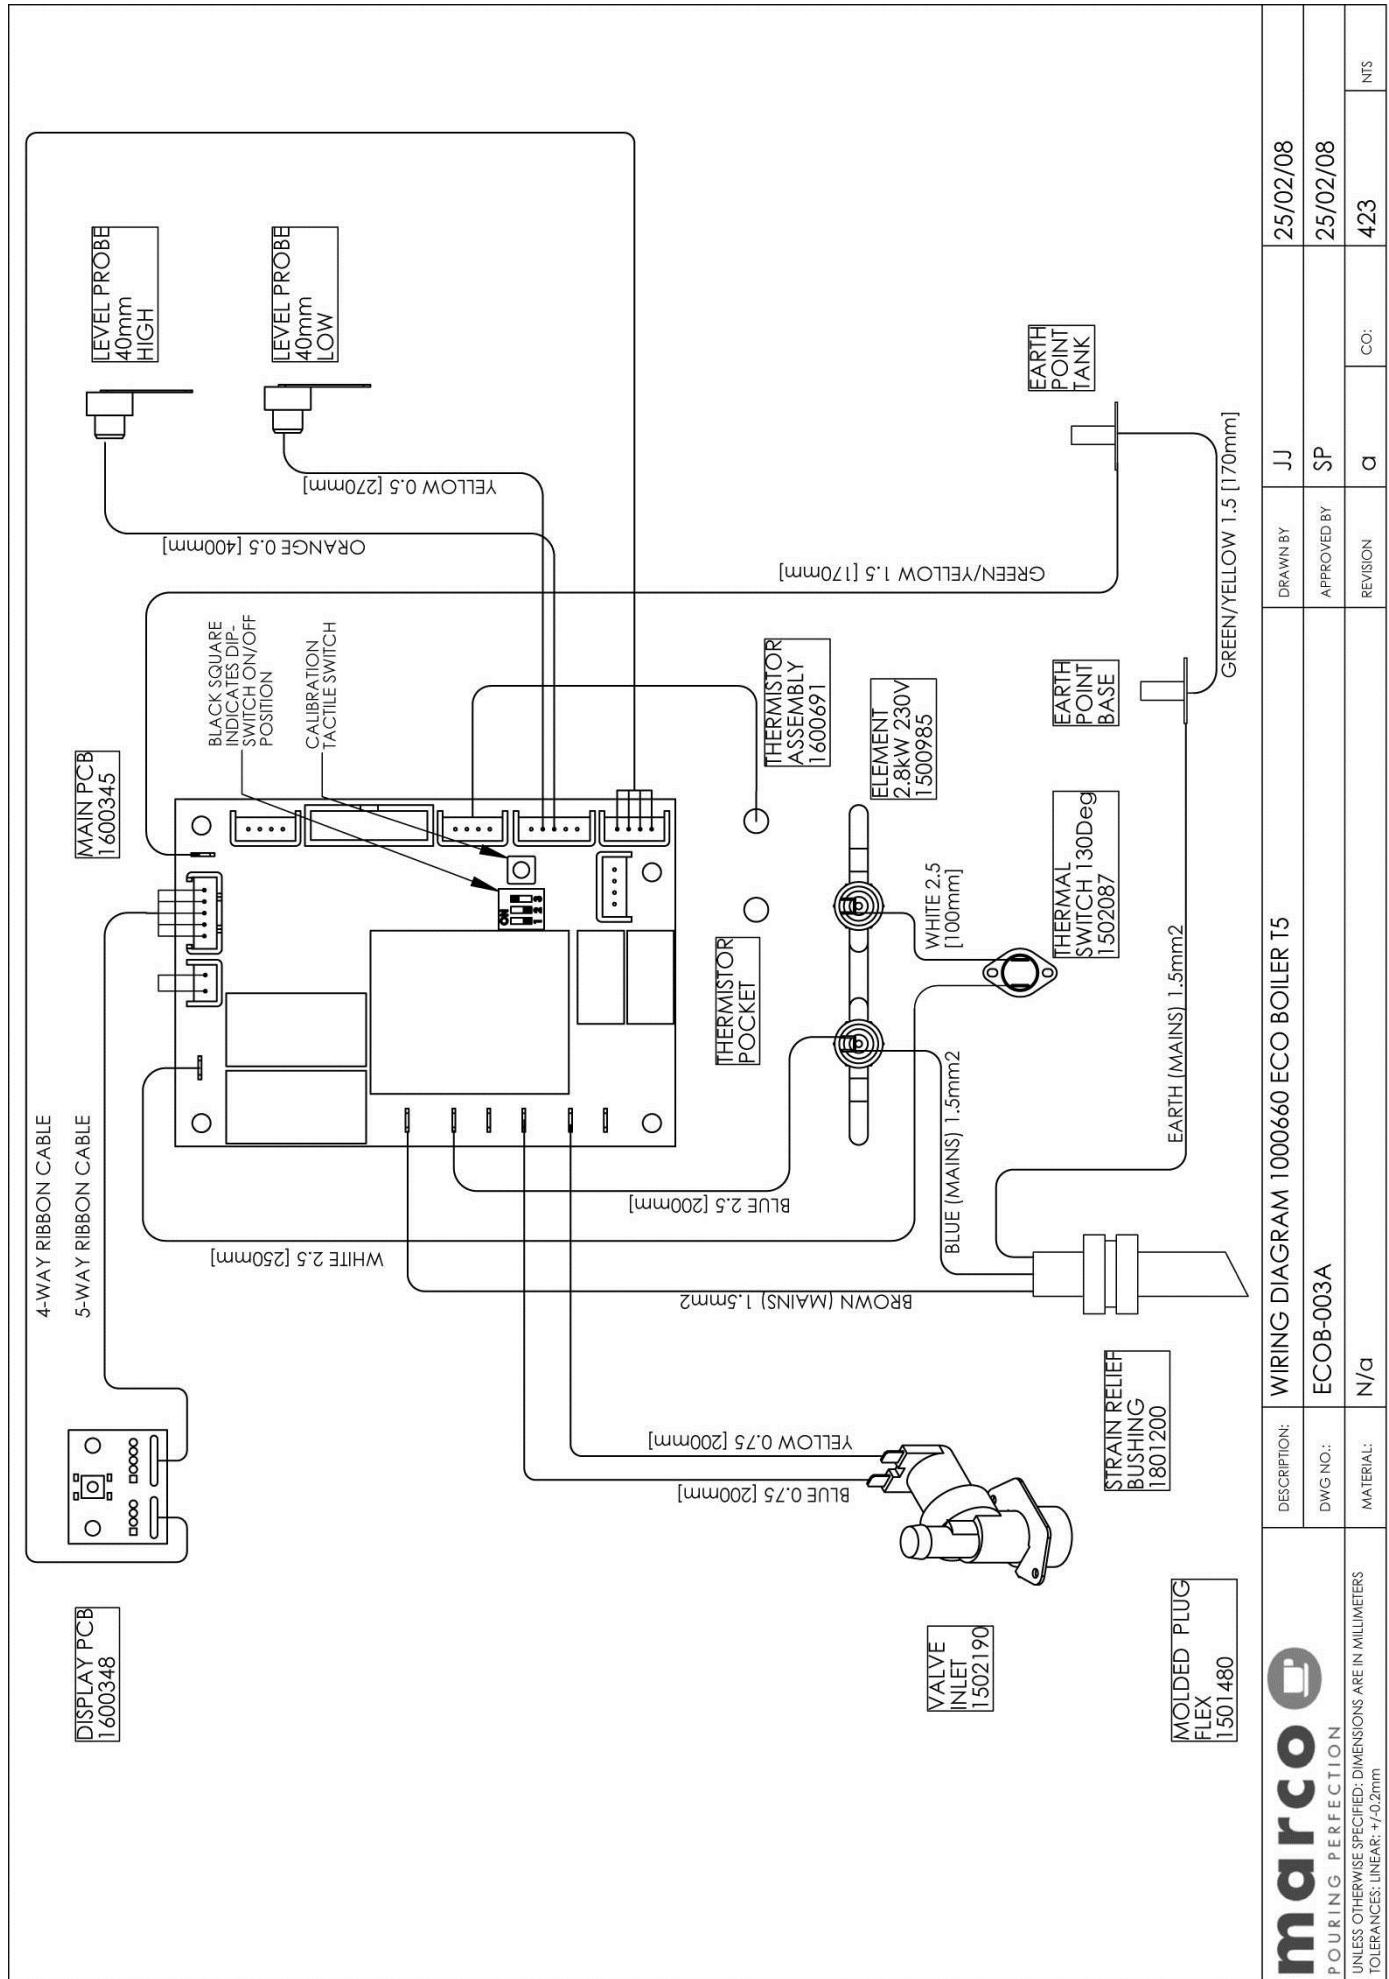 4-WAY RIBBON CABLE
5-WAY RIBBON CABLE
DISPLAY PCB
1600348
MAIN PCB
1600345
LEVEL PROBE
40mm
HIGH
LEVEL PROBE
40mm
LOW
BLACK SQUARE
INDICATES DIP-
SWITCH ON/OFF
POSITION
CALIBRATION
TACTILE SWITCH
ORANGE 0.5 [400mm]
YELLOW 0.5 [270mm]
ON
1 2 3
WHITE 2.5 [250mm]
BLUE 2.5 [200mm]
BROWN (MAINS) 1.5mm2
YELLOW 0.75 [200mm]
BLUE 0.75 [200mm]
GREEN/YELLOW 1.5 [170mm]
THERMISTOR
POCKET
THERMISTOR
ASSEMBLY
1600691
ELEMENT
2.8kW 230V
1500985
WHITE 2.5
[100mm]
BLUE (MAINS) 1.5mm2
THERMAL
SWITCH 130Deg
1502087
EARTH
POINT
TANK
EARTH
POINT
BASE
EARTH (MAINS) 1.5mm2
GREEN/YELLOW 1.5 [170mm]
VALVE
INLET
1502190
STRAIN RELIEF
BUSHING
1801200
MOLDED PLUG
FLEX
1501480
marco
POURING PERFECTION
UNLESS OTHERWISE SPECIFIED: DIMENSIONS ARE IN MILLIMETERS
TOLERANCES: LINEAR: +/-0.2mm
DESCRIPTION: WIRING DIAGRAM 1000660 ECO BOILER T5
DRAWN BY JJ 25/02/08
DWG NO.: ECOB-003A
APPROVED BY SP 25/02/08
MATERIAL: N/a
REVISION a CO: 423 NTS